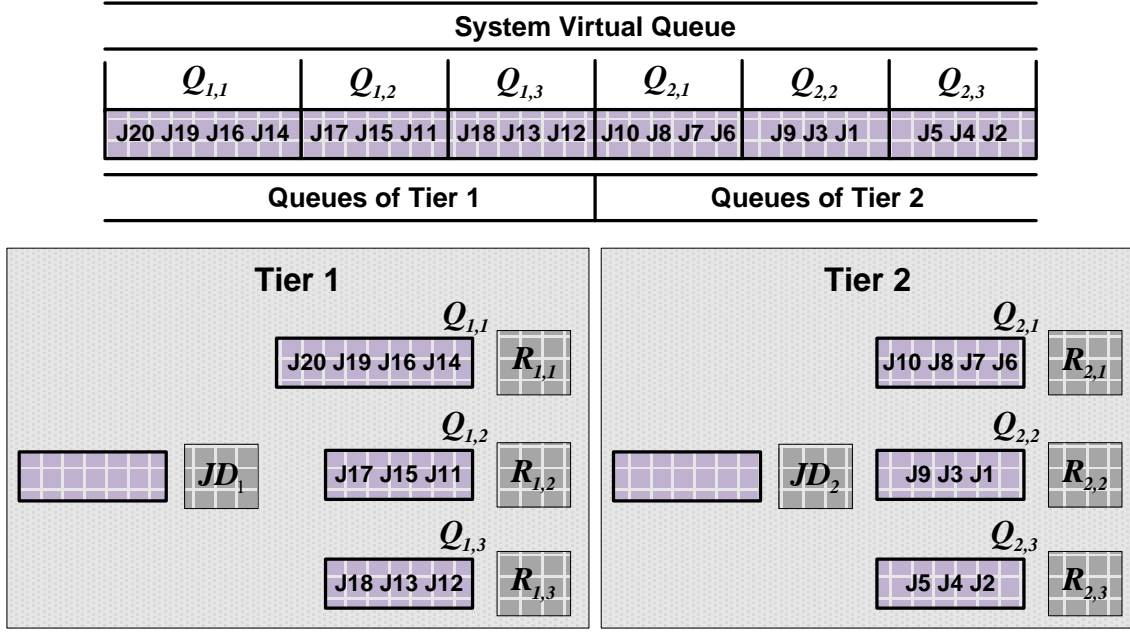 System Virtual Queue
Q1,1 Q1,2 Q1,3 Q2,1 Q2,2 Q2,3
J20 J19 J16 J14 J17 J15 J11 J18 J13 J12 J10 J8 J7 J6 J9 J3 J1 J5 J4 J2
Queues of Tier 1 Queues of Tier 2
Tier 1
Q1,1
J20 J19 J16 J14 R1,1
Q1,2
JD1 J17 J15 J11 R1,2
Q1,3
J18 J13 J12 R1,3
Tier 2
Q2,1
J10 J8 J7 J6 R2,1
Q2,2
JD2 J9 J3 J1 R2,2
Q2,3
J5 J4 J2 R2,3